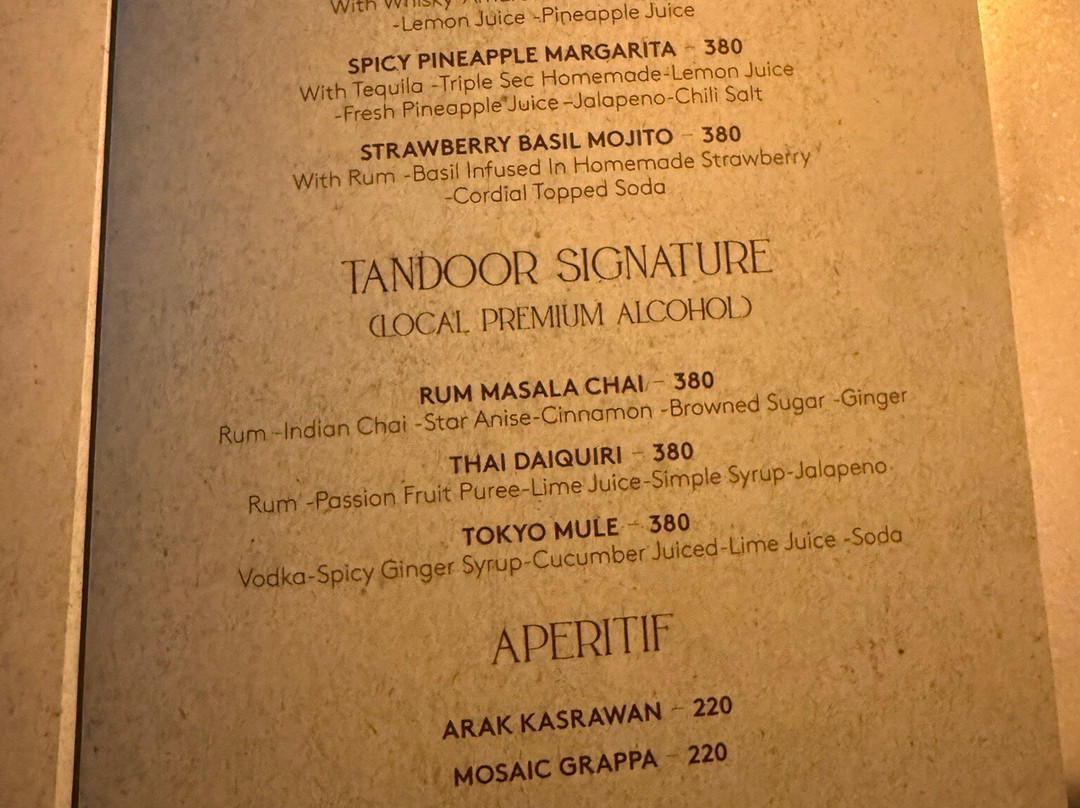 With Whisky
-Lemon Juice -Pineapple Juice
SPICY PINEAPPLE MARGARITA - 380
With Tequila -Triple Sec Homemade-Lemon Juice
-Fresh Pineapple Juice -Jalapeno-Chili Salt
STRAWBERRY BASIL MOJITO - 380
With Rum -Basil Infused In Homemade Strawberry
-Cordial Topped Soda
TANDOOR SIGNATURE
(LOCAL PREMIUM ALCOHOL)
RUM MASALA CHAI - 380
Rum -Indian Chai -Star Anise-Cinnamon -Browned Sugar -Ginger
THAI DAIQUIRI - 380
Rum -Passion Fruit Puree-Lime Juice-Simple Syrup-Jalapeno
TOKYO MULE - 380
Vodka-Spicy Ginger Syrup-Cucumber Juiced-Lime Juice -Soda
APERITIF
ARAK KASRAWAN - 220
MOSAIC GRAPPA - 220